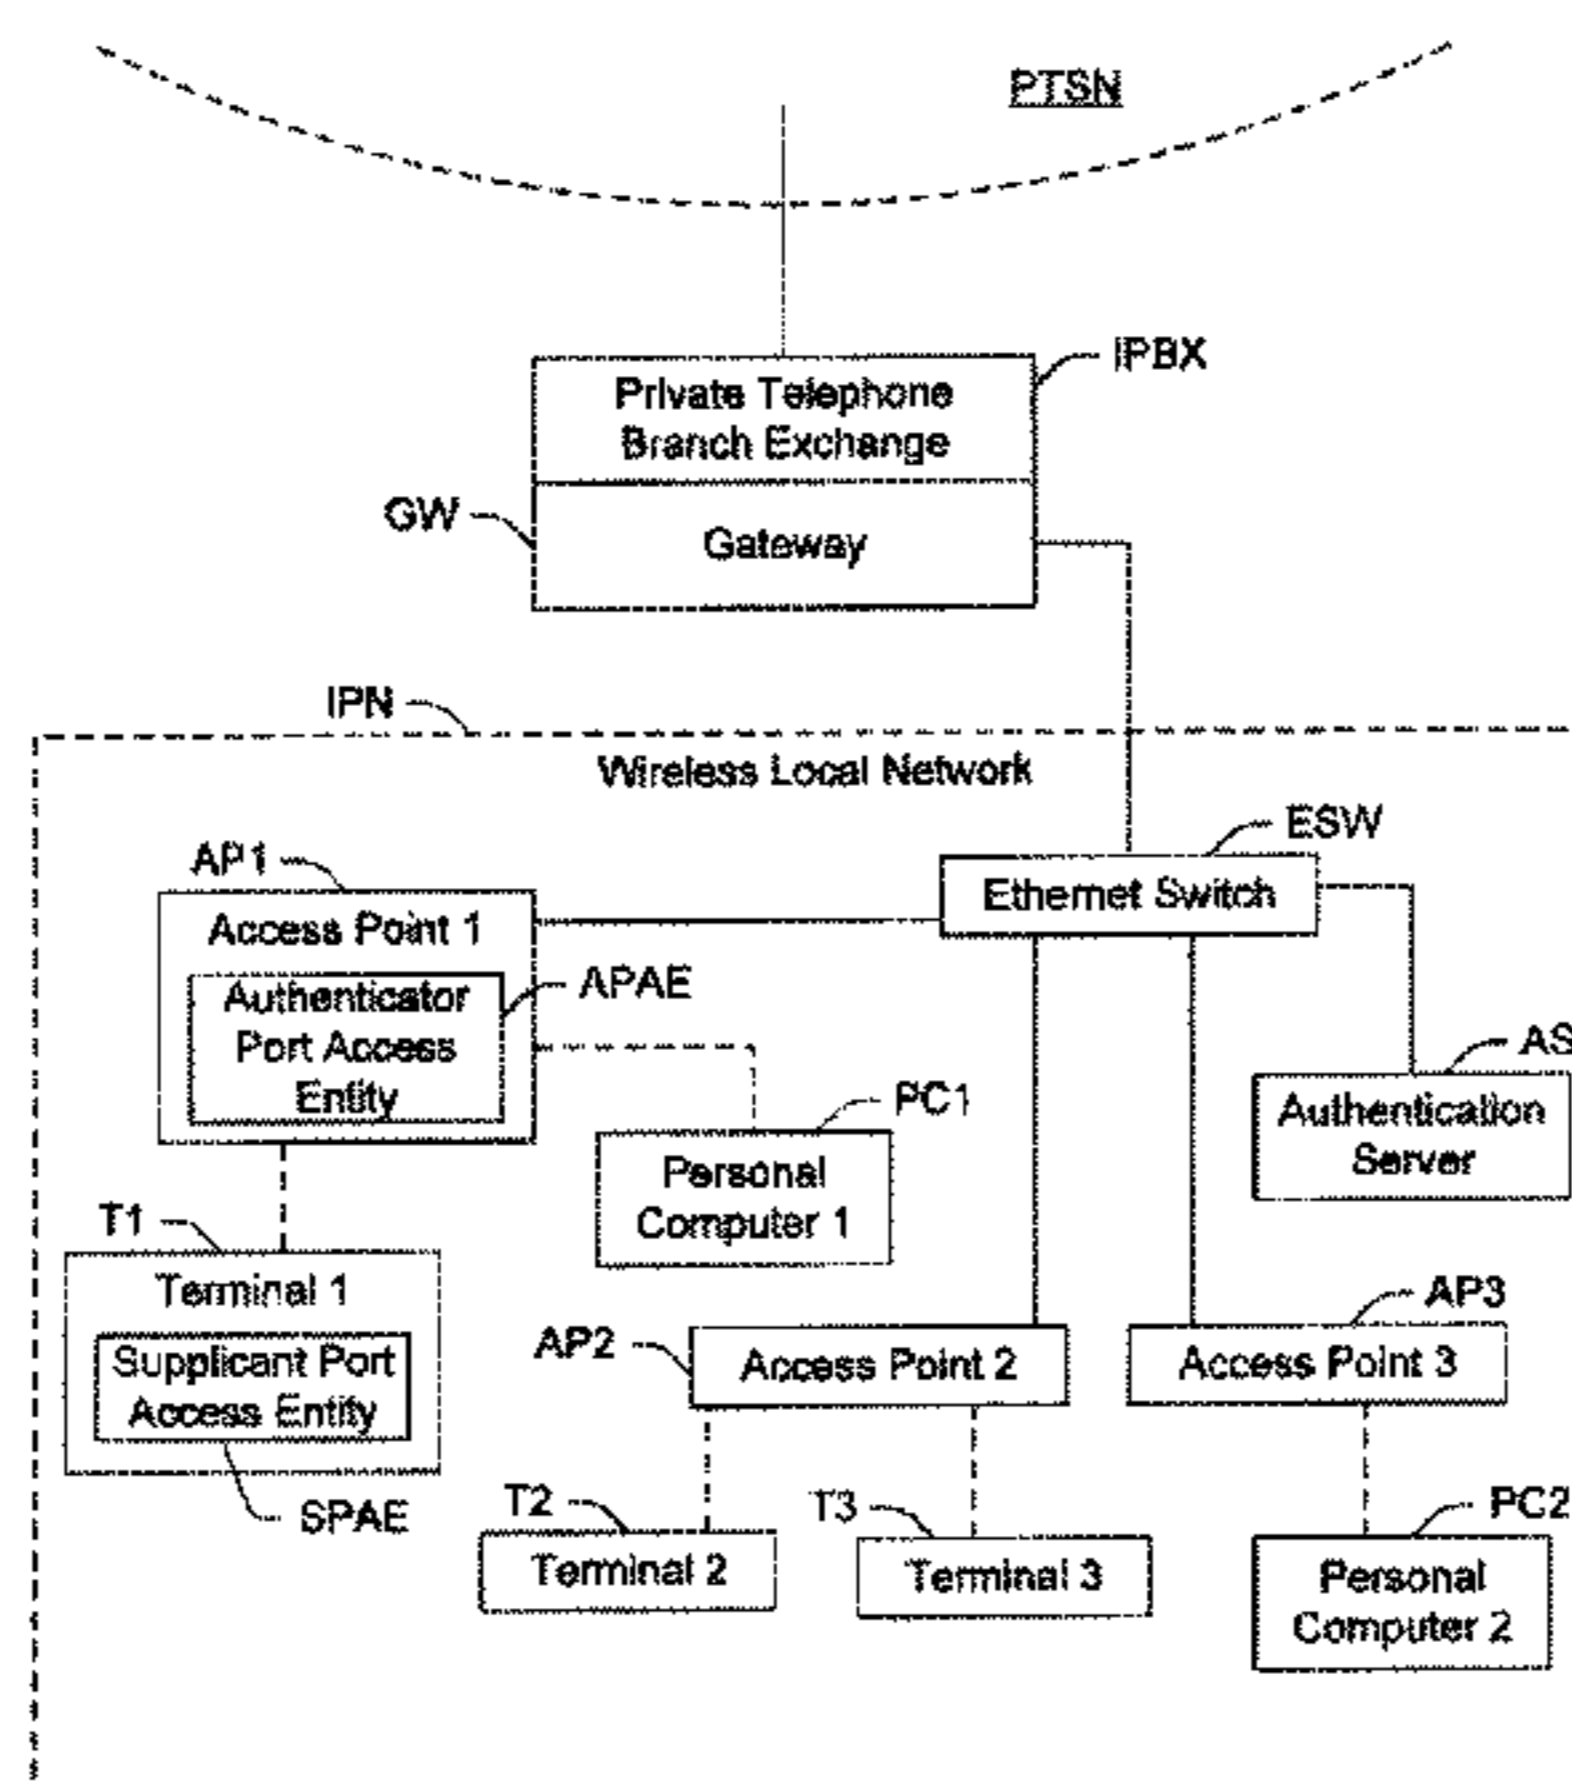 PTSN
IPBX
Private Telephone
Branch Exchange
GW
Gateway
IPN
Wireless Local Network
ESW
AP1
Ethernet Switch
Access Point 1
APAE
Authenticator
Port Access
Entity
AS
PC1
Authentication
Server
Personal
Computer 1
T1
Terminal 1
AP3
AP2
Access Point 2
Access Point 3
Supplicant Port
Access Entity
SPAE
T2
T3
PC2
Terminal 2
Terminal 3
Personal
Computer 2